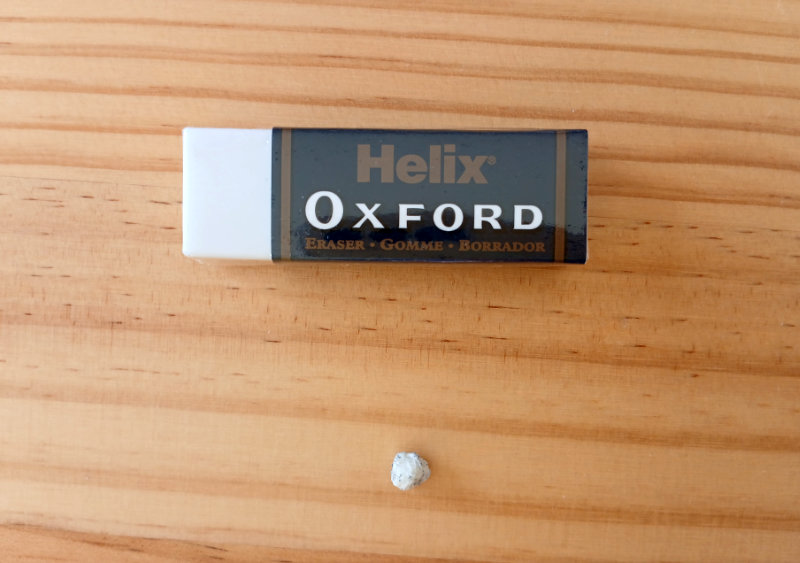 Helix®
OXFORD
ERASER · GOMME · BORRADOR